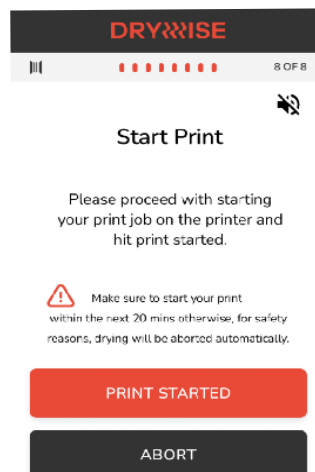 DRYWISE
8 OF 8
Start Print
Please proceed with starting
your print job on the printer and
hit print started.
Make sure to start your print
within the next 20 mins otherwise, for safety
reasons, drying will be aborted automatically.
PRINT STARTED
ABORT